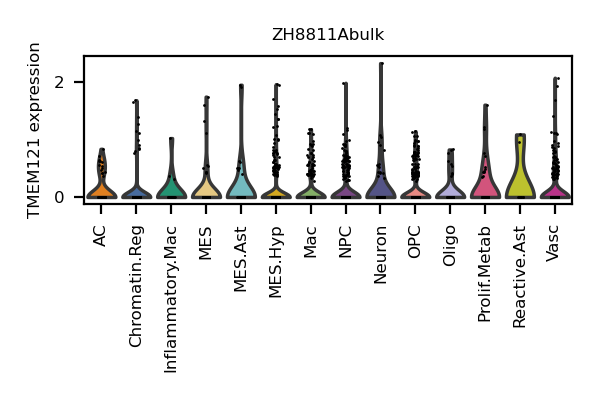 ZH8811Abulk
TMEM121 expression
2
0
AC
Chromatin.Reg
Inflammatory.Mac
MES
MES.Ast
MES.Hyp
Mac
NPC
Neuron
OPC
Oligo
Prolif.Metab
Reactive.Ast
Vasc